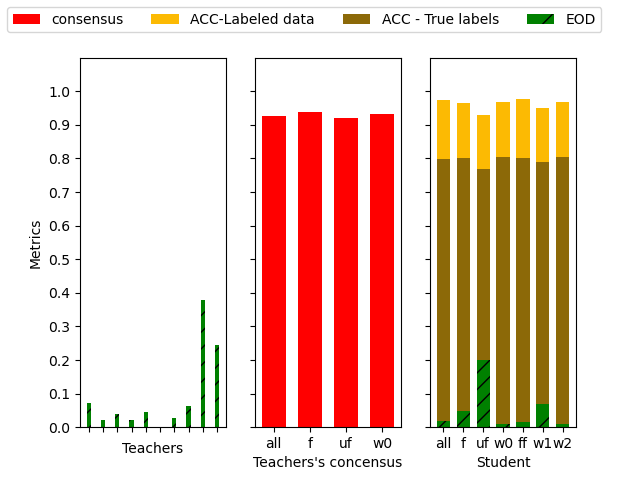 consensus ACC-Labeled data ACC - True labels EOD
Metrics
1.0
0.9
0.8
0.7
0.6
0.5
0.4
0.3
0.2
0.1
0.0
Teachers
all f uf w0
Teachers's concensus
all f uf w0 ff w1 w2
Student